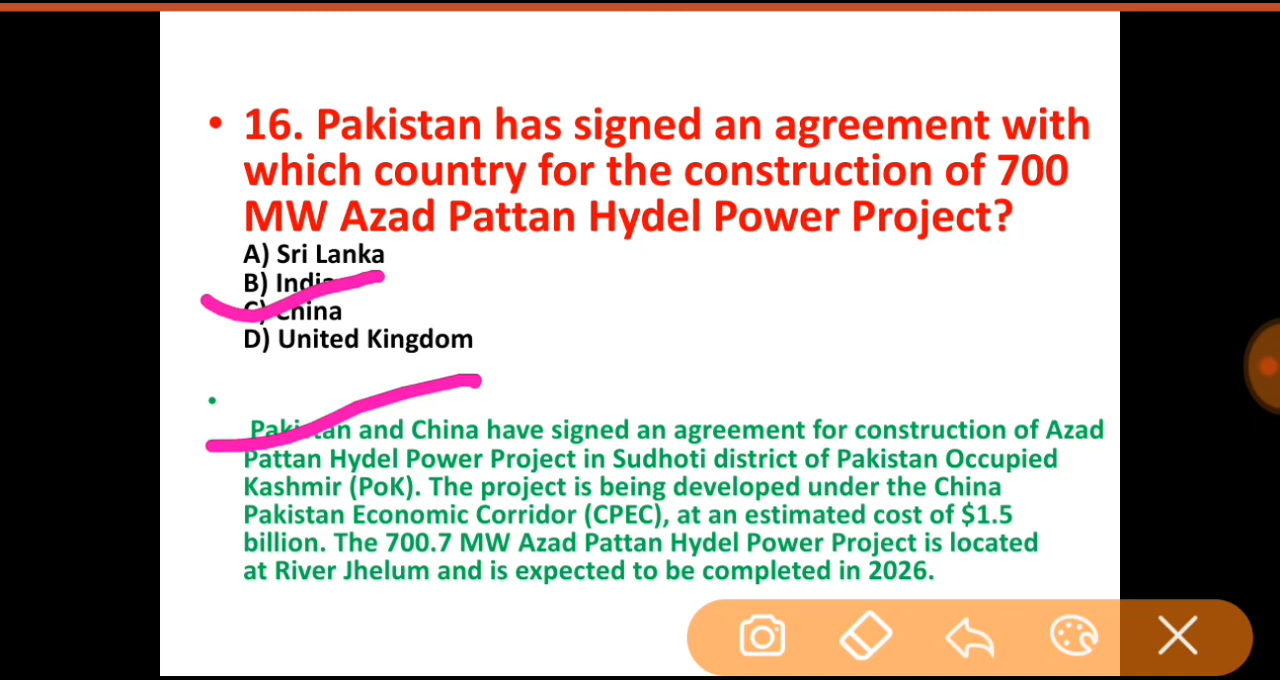 • 16. Pakistan has signed an agreement with
which country for the construction of 700
MW Azad Pattan Hydel Power Project?
A) Sri Lanka
B) India
C) China
D) United Kingdom
•
Pakistan and China have signed an agreement for construction of Azad
Pattan Hydel Power Project in Sudhoti district of Pakistan Occupied
Kashmir (PoK). The project is being developed under the China
Pakistan Economic Corridor (CPEC), at an estimated cost of $1.5
billion. The 700.7 MW Azad Pattan Hydel Power Project is located
at River Jhelum and is expected to be completed in 2026.